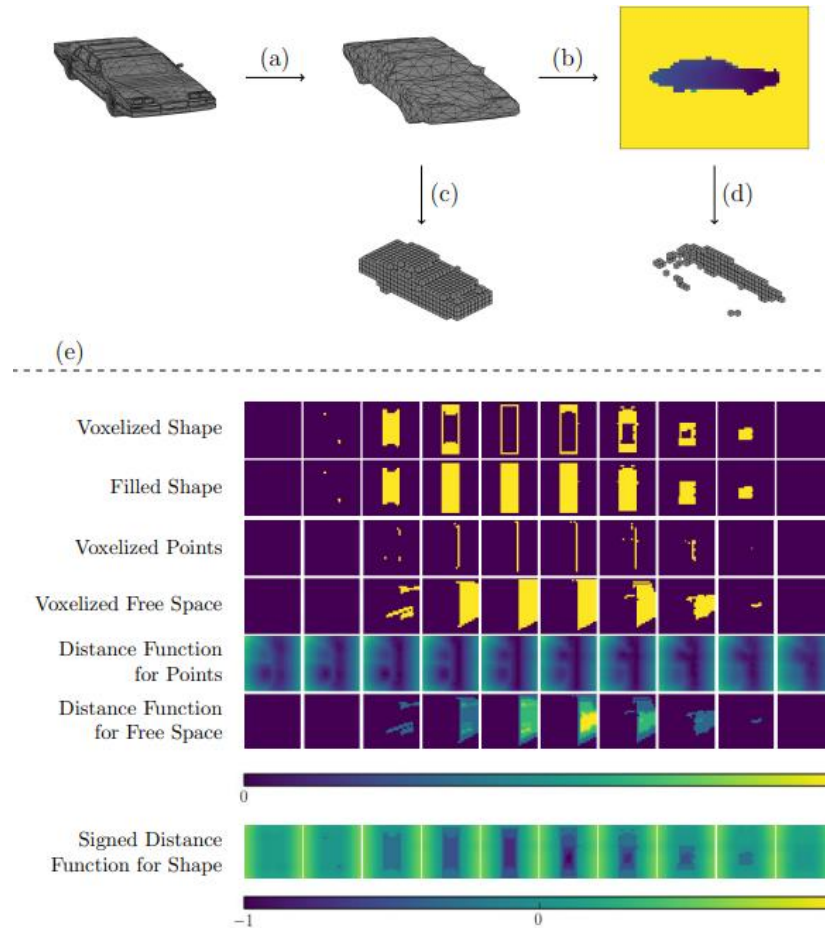 (a)
(b)
(c)
(d)
(e)
Voxelized Shape
Filled Shape
Voxelized Points
Voxelized Free Space
Distance Function
for Points
Distance Function
for Free Space
0
Signed Distance
Function for Shape
−1
0